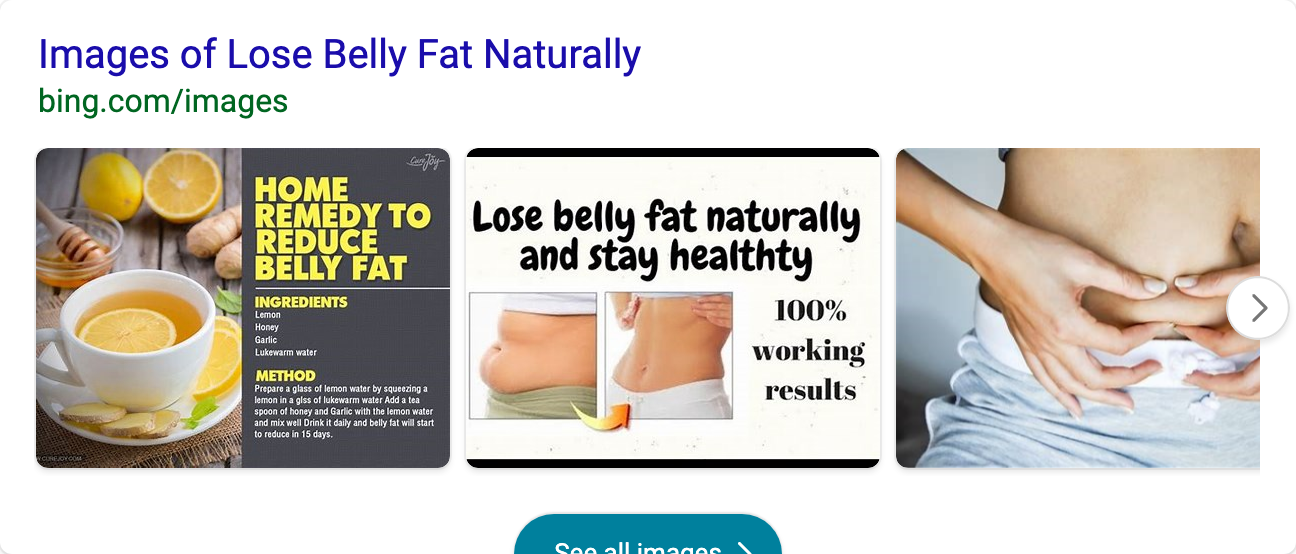 Images of Lose Belly Fat Naturally
bing.com/images
CureJoy
HOME
REMEDY TO
REDUCE
BELLY FAT
INGREDIENTS
Lemon
Honey
Garlic
Lukewarm water
METHOD
Prepare a glass of lemon water by squeezing a
lemon in a glss of lukewarm water Add a tea
spoon of honey and Garlic with the lemon water
and mix well Drink it daily and belly fat will start
to reduce in 15 days.
W.CUREJOY.COM
Lose belly fat naturally
and stay healthty
100%
working
results
See all images